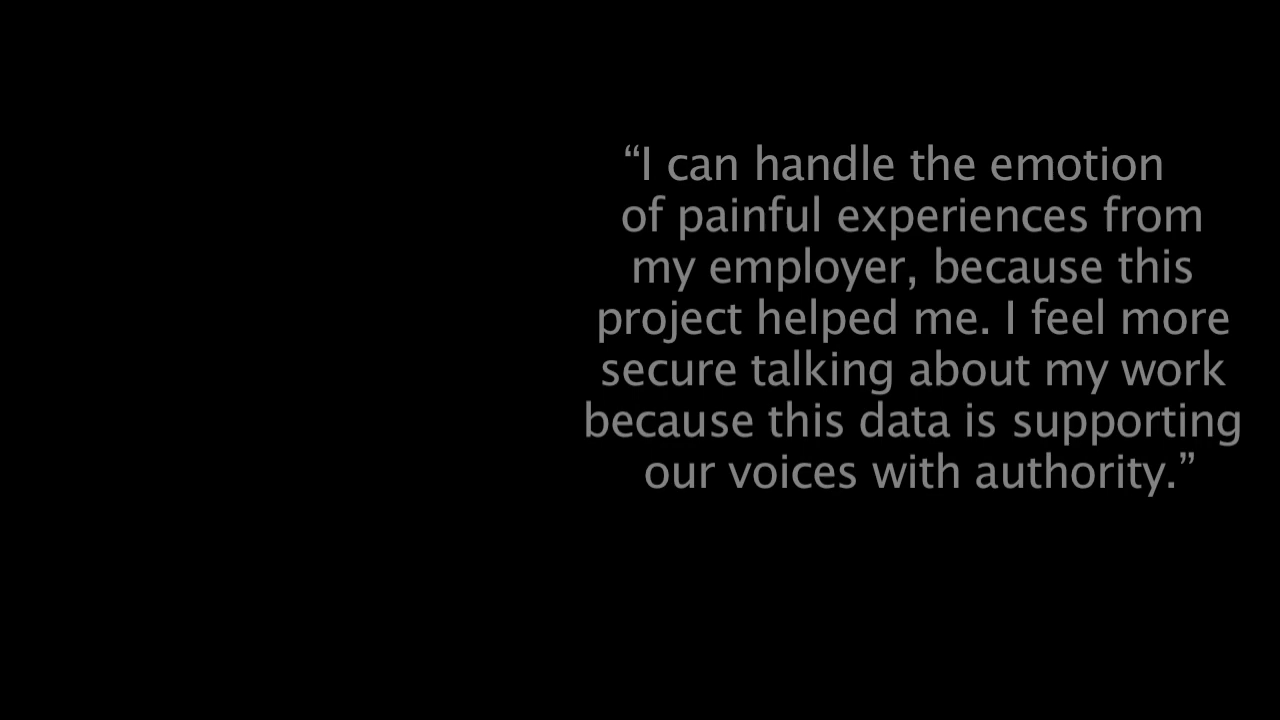 “I can handle the emotion
of painful experiences from
my employer, because this
project helped me. I feel more
secure talking about my work
because this data is supporting
our voices with authority.”